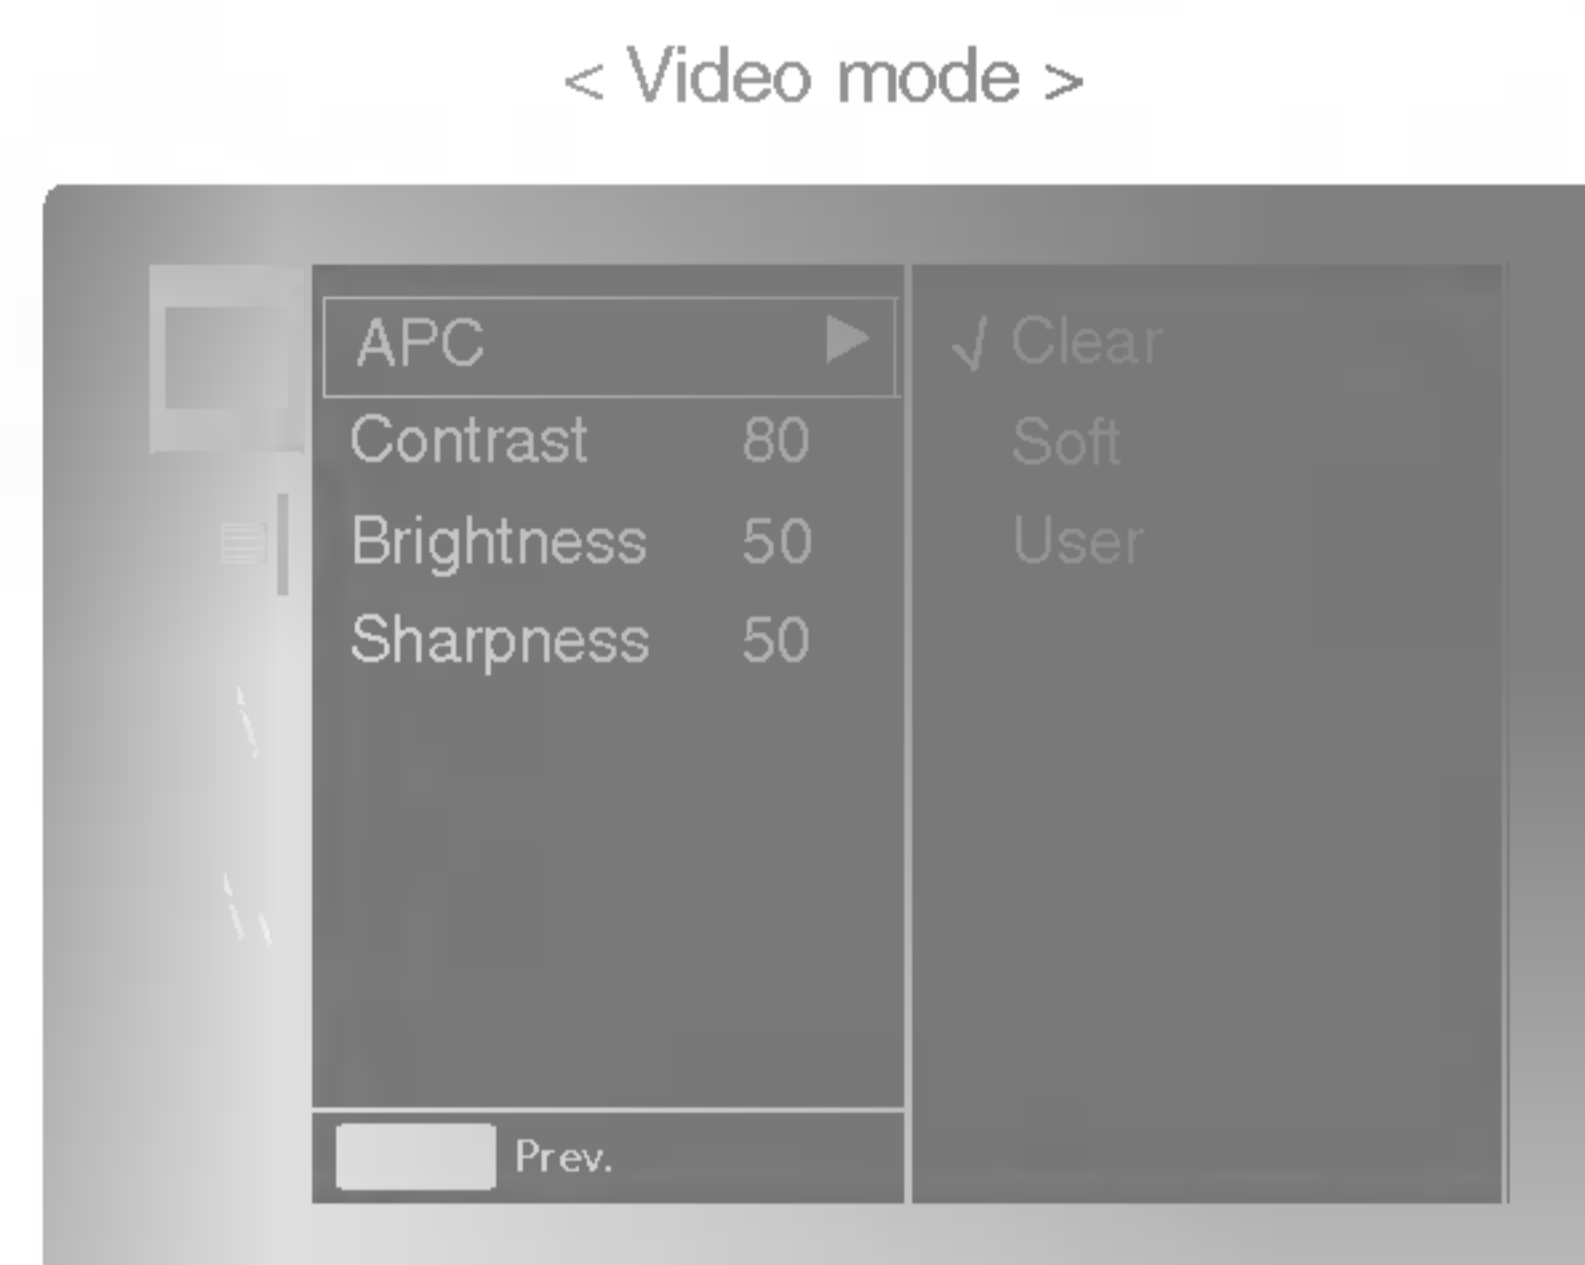 < Video mode >
APC ▶ √ Clear
Contrast 80 Soft
Brightness 50 User
Sharpness 50
Prev.